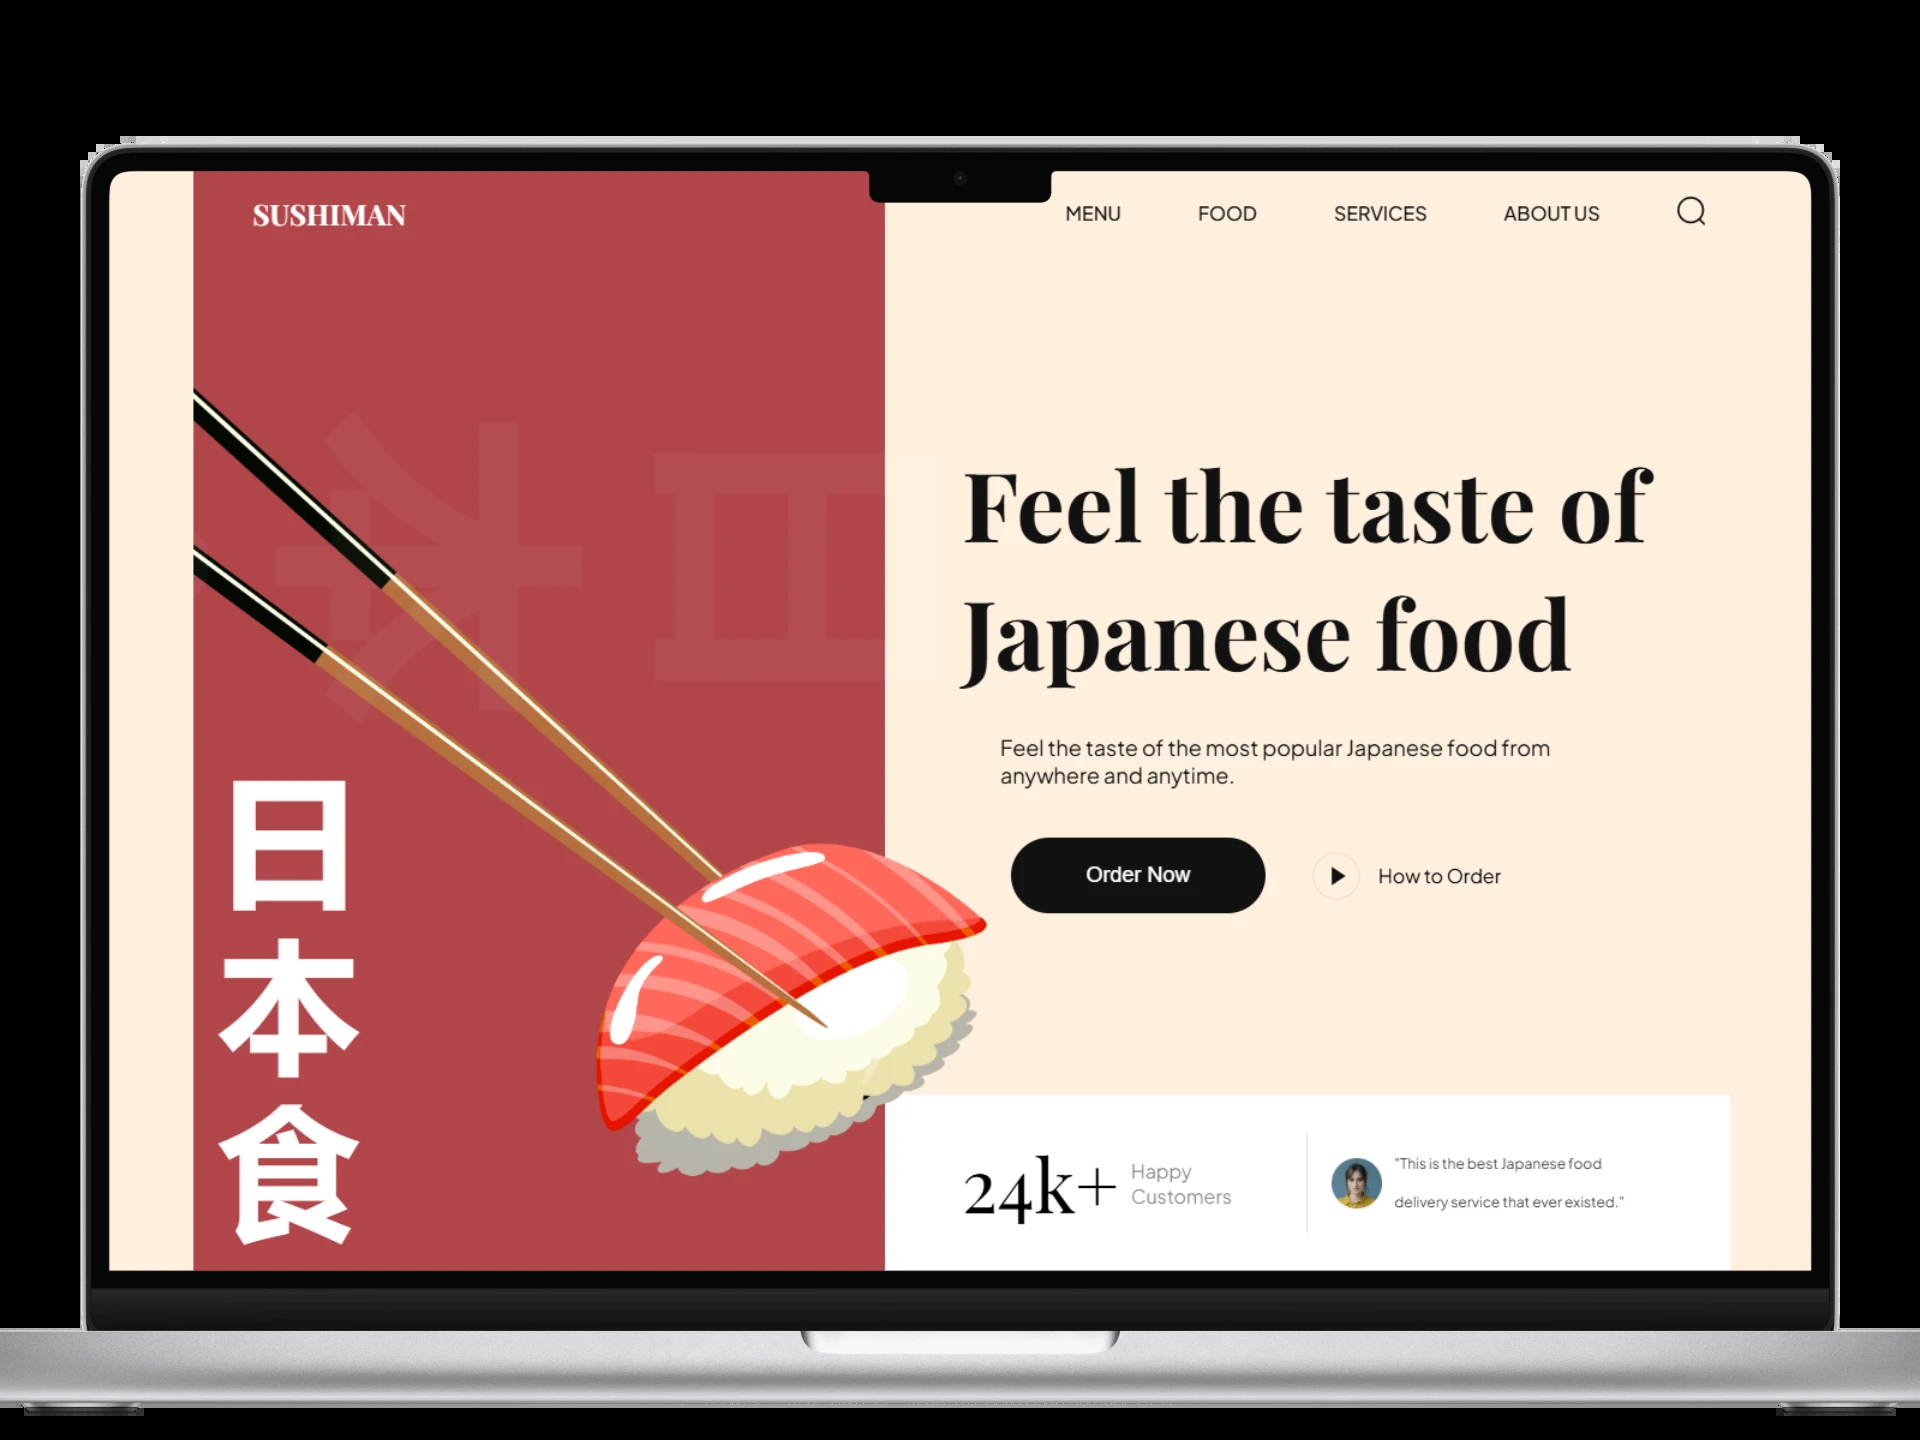 SUSHIMAN
MENU
FOOD
SERVICES
ABOUT US
日
本
食
Feel the taste of
Japanese food
Feel the taste of the most popular Japanese food from
anywhere and anytime.
Order Now
How to Order
24k+
Happy
Customers
"This is the best Japanese food
delivery service that ever existed."